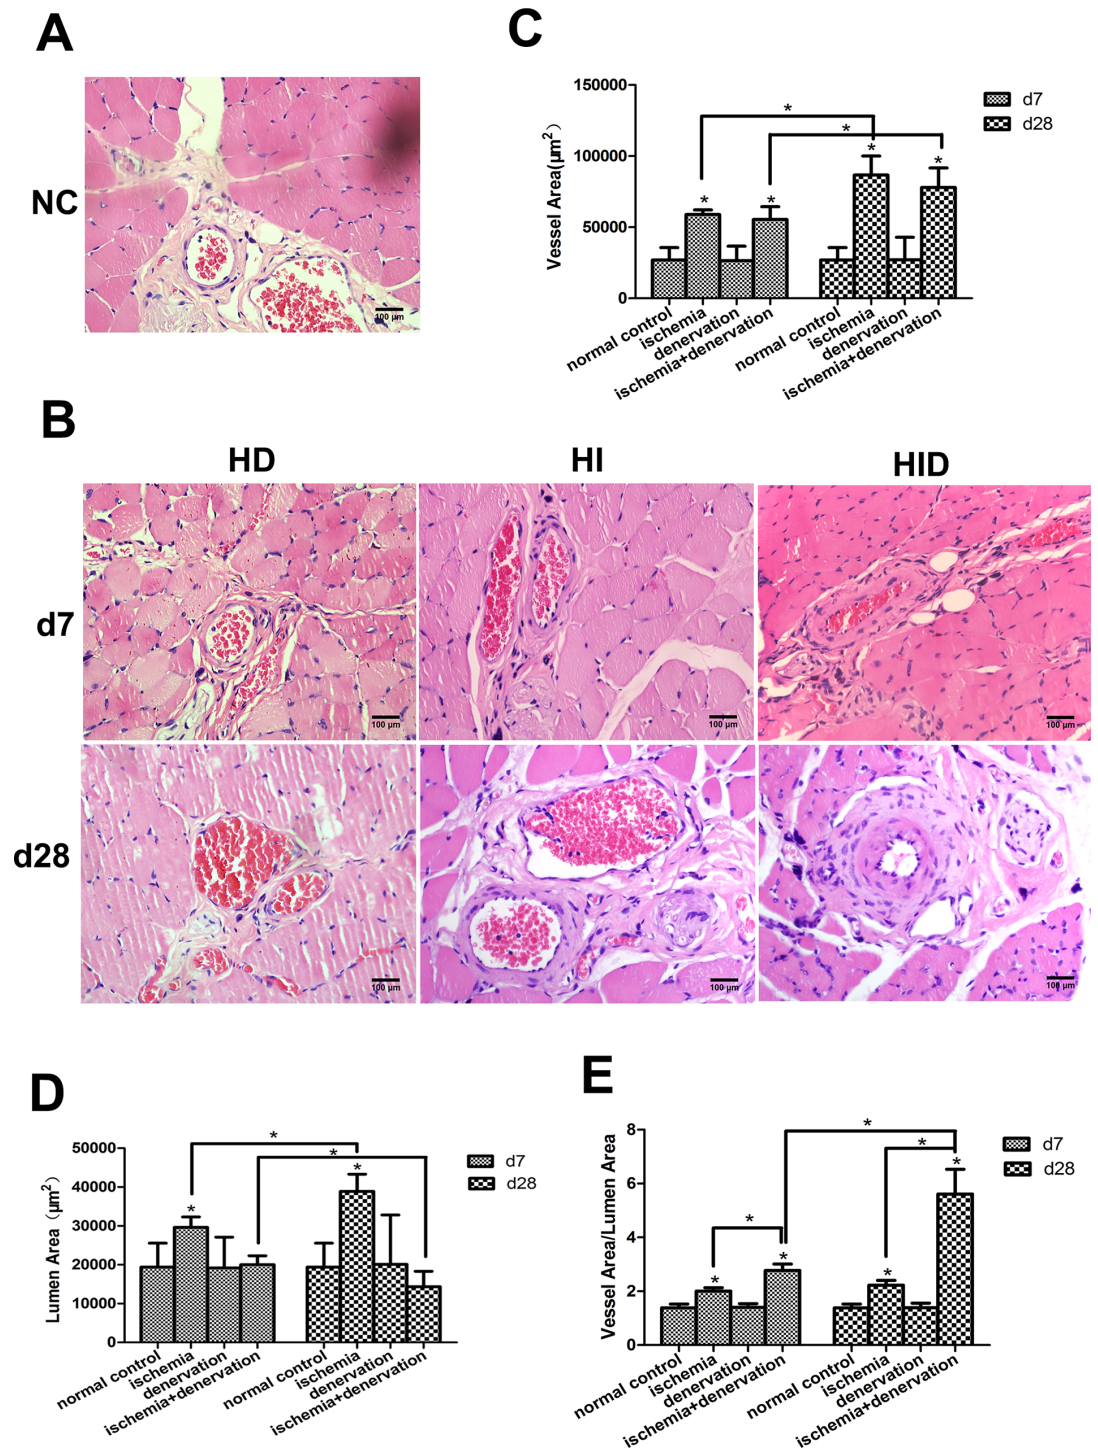 A
NC
100 µm
C
150000
100000
50000
0
Vessel Area(µm²)
*
*
*
*
*
*
d7
d28
normal control
ischemia
denervation
ischemia+denervation
normal control
ischemia
denervation
ischemia+denervation
B
HD
HI
HID
d7
100 µm
100 µm
100 µm
d28
100 µm
100 µm
100 µm
D
50000
40000
30000
20000
10000
0
Lumen Area (µm²)
*
*
*
*
d7
d28
normal control
ischemia
denervation
ischemia+denervation
normal control
ischemia
denervation
ischemia+denervation
E
8
6
4
2
0
Vessel Area/Lumen Area
*
*
*
*
*
*
*
d7
d28
normal control
ischemia
denervation
ischemia+denervation
normal control
ischemia
denervation
ischemia+denervation